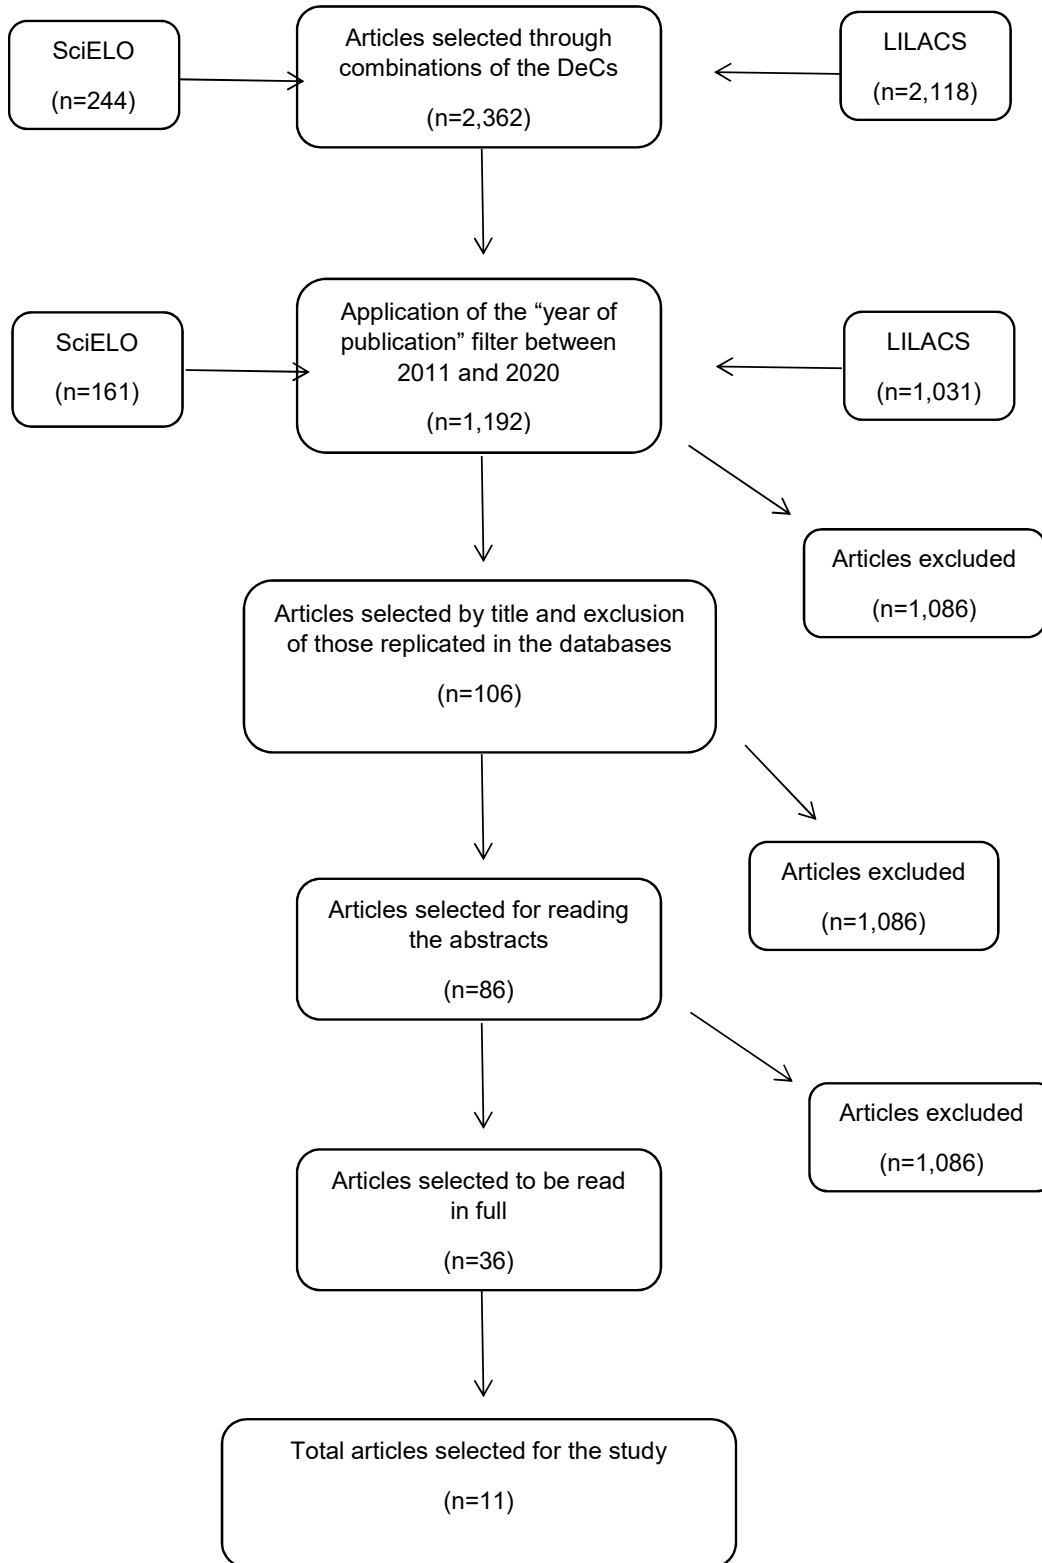 SciELO
(n=244)
Articles selected through
combinations of the DeCs
(n=2,362)
LILACS
(n=2,118)
SciELO
(n=161)
Application of the “year of
publication” filter between
2011 and 2020
(n=1,192)
LILACS
(n=1,031)
Articles excluded
(n=1,086)
Articles selected by title and exclusion
of those replicated in the databases
(n=106)
Articles excluded
(n=1,086)
Articles selected for reading
the abstracts
(n=86)
Articles excluded
(n=1,086)
Articles selected to be read
in full
(n=36)
Total articles selected for the study
(n=11)